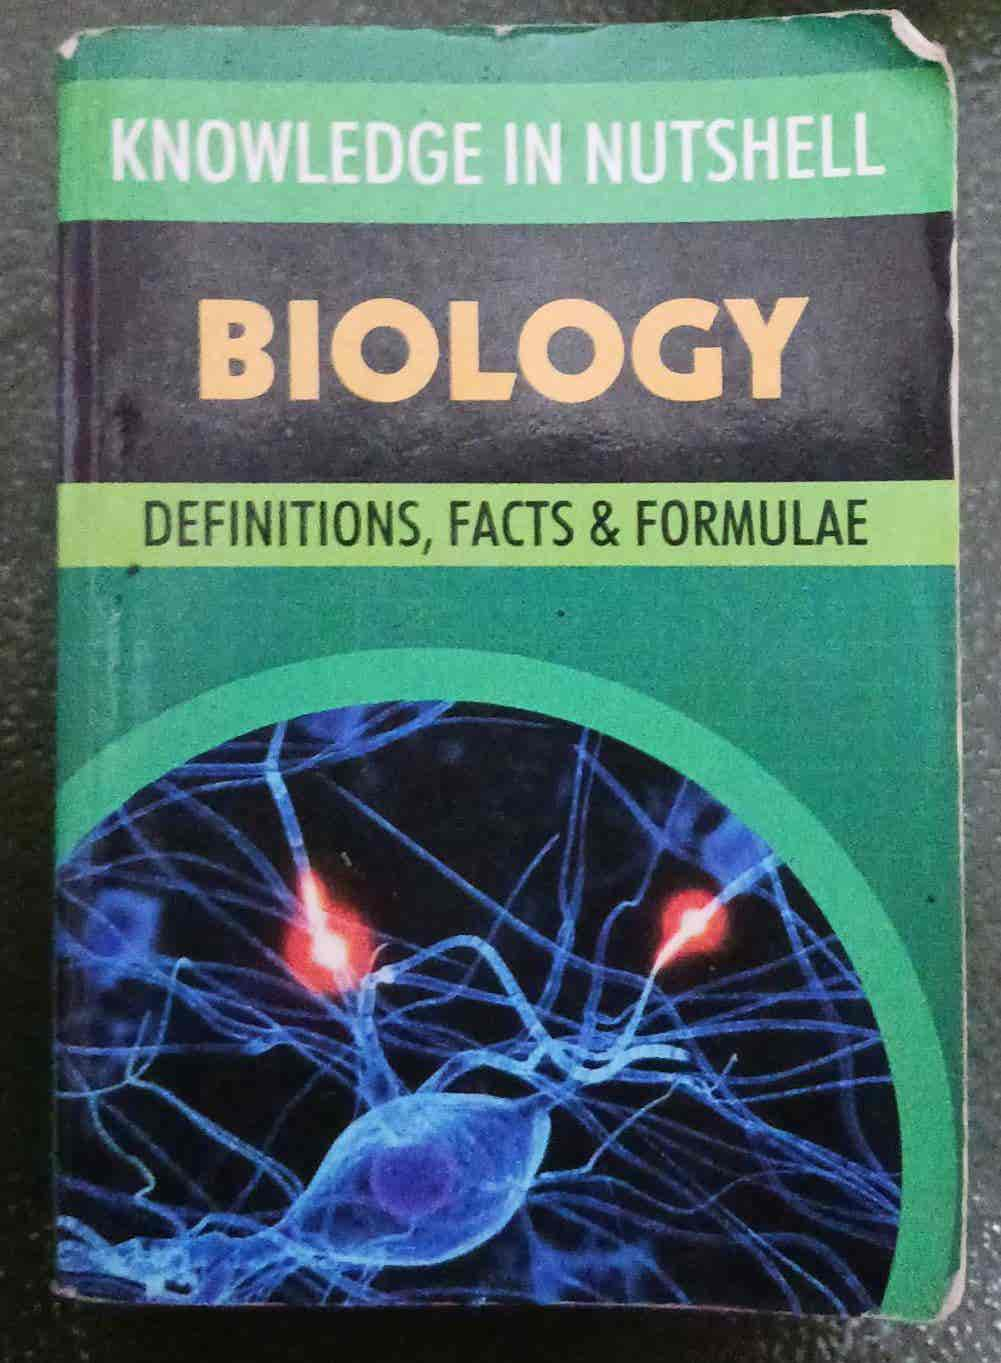 KNOWLEDGE IN NUTSHELL
BIOLOGY
DEFINITIONS, FACTS & FORMULAE